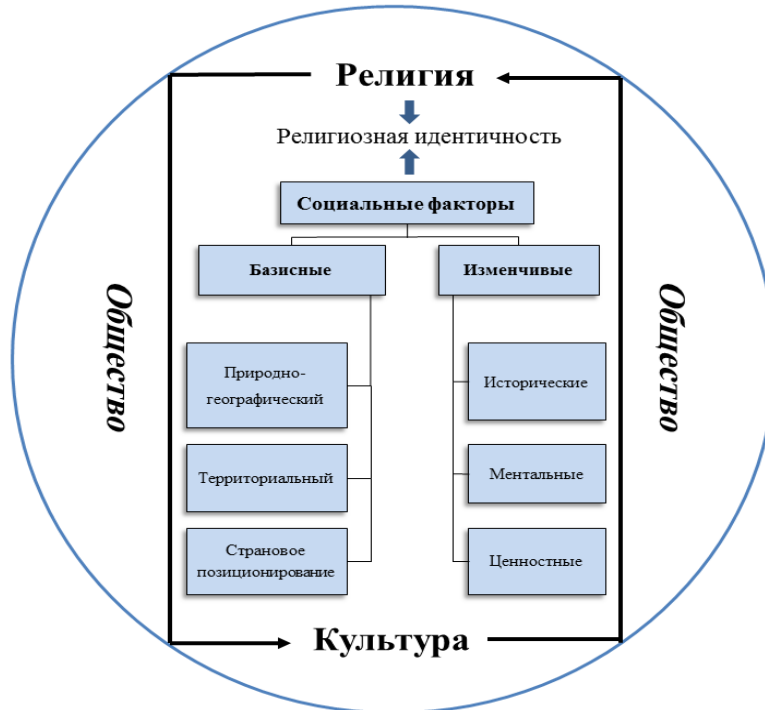 Религия
Религиозная идентичность
Социальные факторы
Базисные
Изменчивые
Общество
Природно-
географический
Территориальный
Страновое
позиционирование
Исторические
Ментальные
Ценностные
Общество
Культура